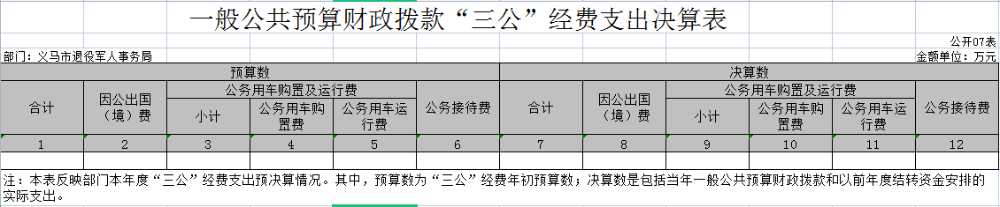 一般公共预算财政拨款“三公”经费支出决算表
公开07表
部门：义马市退役军人事务局 金额单位：万元
预算数 决算数
合计 因公出国（境）费 公务用车购置及运行费 公务接待费 合计 因公出国（境）费 公务用车购置及运行费 公务接待费
小计 公务用车购置费 公务用车运行费 小计 公务用车购置费 公务用车运行费
1 2 3 4 5 6 7 8 9 10 11 12
注：本表反映部门本年度“三公”经费支出预决算情况。其中，预算数为“三公”经费年初预算数；决算数是包括当年一般公共预算财政拨款和以前年度结转资金安排的
实际支出。